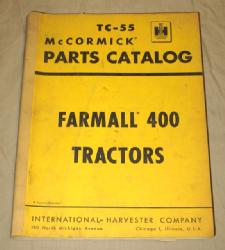 TC-55
McCORMICK
PARTS CATALOG
FARMALL 400
TRACTORS
INTERNATIONAL HARVESTER COMPANY
180 North Michigan Avenue Chicago 1, Illinois, U.S.A.